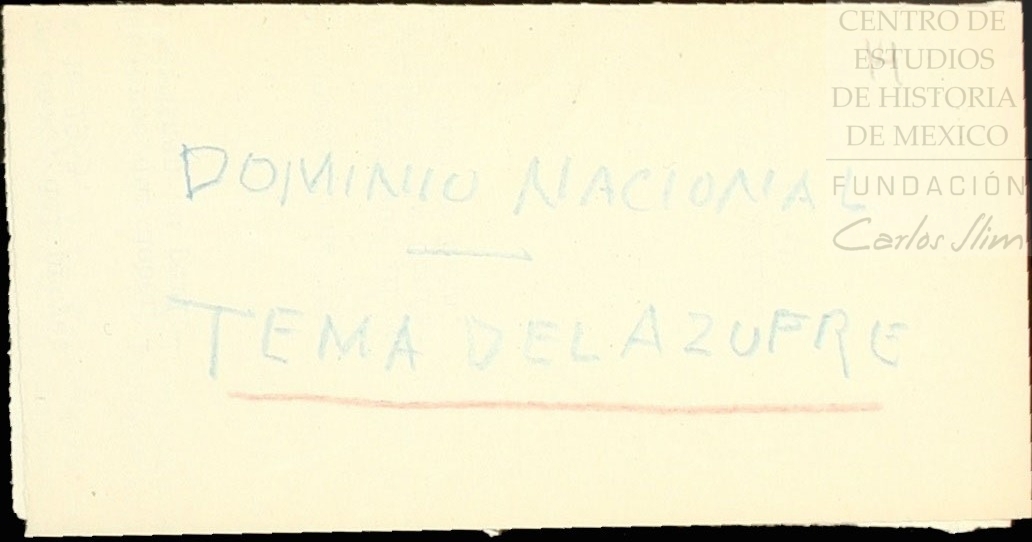 CENTRO DE
ESTUDIOS
DE HISTORIA
DE MEXICO
FUNDACIÓN
Carlos Slim
DOMINIO NACIONAL
TEMA DEL AZUFRE